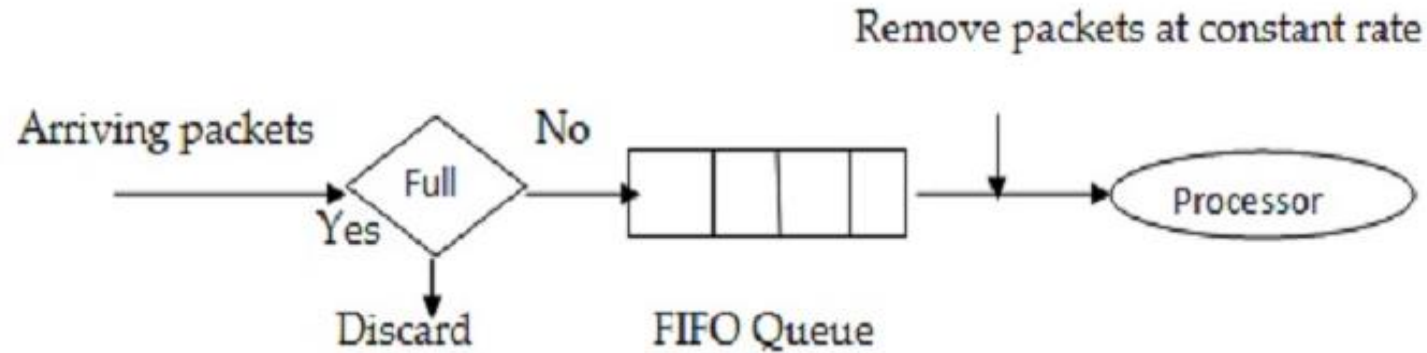 Remove packets at constant rate
Arriving packets
No
Full
Yes
Processor
Discard
FIFO Queue